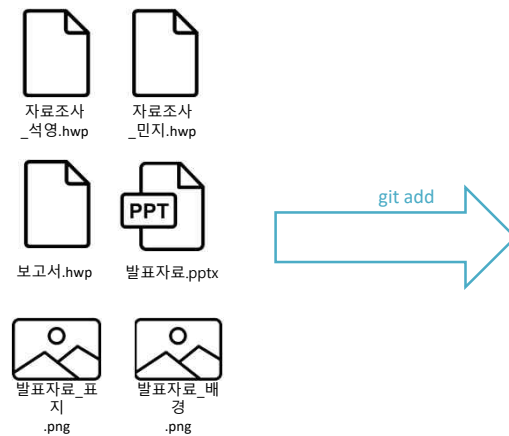 자료조사
_석영.hwp
자료조사
_민지.hwp
git add
PPT
보고서.hwp
발표자료.pptx
발표자료_표
지
.png
발표자료_배
경
.png